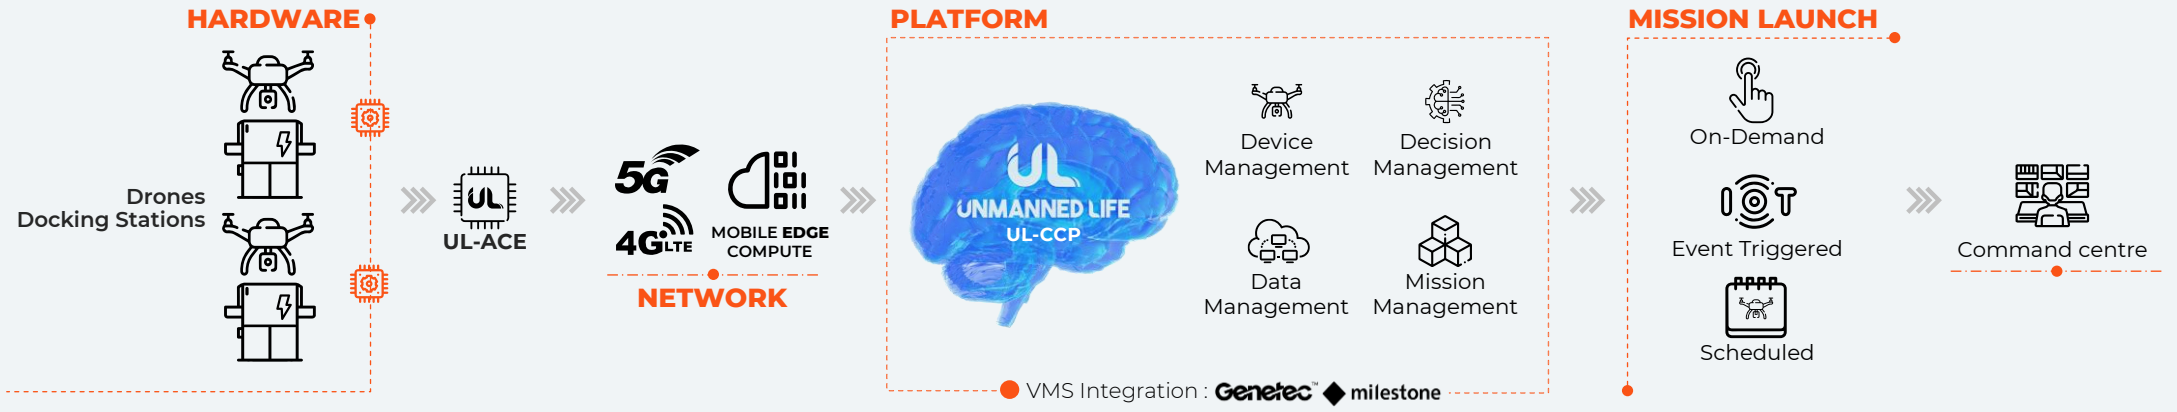 HARDWARE
Drones
Docking Stations
UL
UL-ACE
5G
4G LTE
MOBILE EDGE
COMPUTE
NETWORK
PLATFORM
UL
UNMANNED LIFE
UL-CCP
Device
Management
Decision
Management
Data
Management
Mission
Management
VMS Integration : Genetec™ milestone
MISSION LAUNCH
On-Demand
IOT
Event Triggered
Scheduled
Command centre